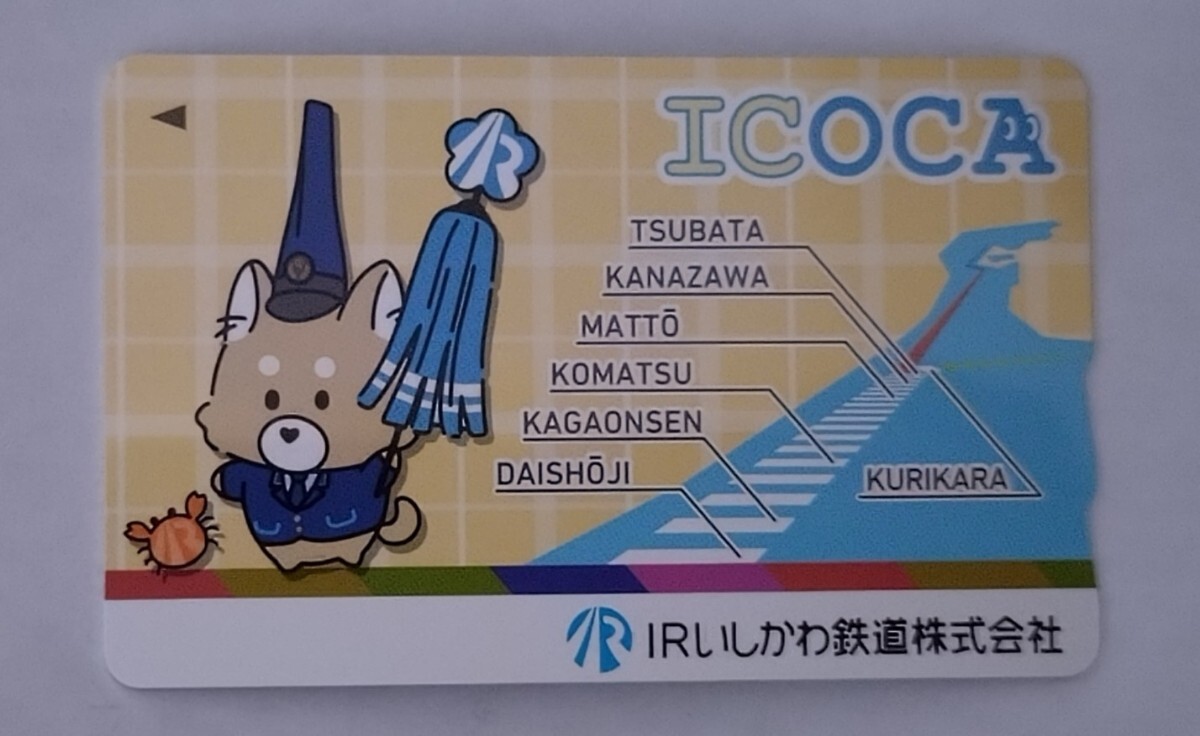 ICOCA
TSUBATA
KANAZAWA
MATTŌ
KOMATSU
KAGAONSEN
DAISHŌJI
KURIKARA
IRいしかわ鉄道株式会社